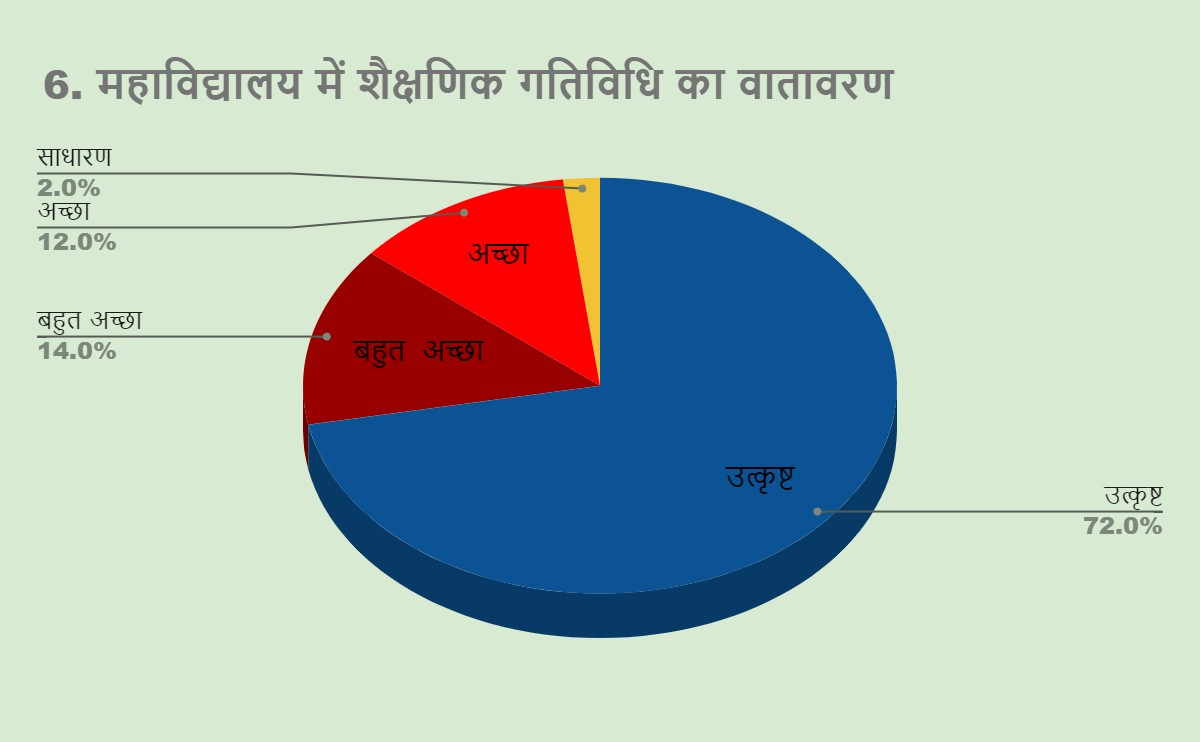 6. महाविद्यालय में शैक्षणिक गतिविधि का वातावरण
साधारण
2.0%
अच्छा
12.0%
अच्छा
बहुत अच्छा
14.0%
बहुत अच्छा
उत्कृष्ट
उत्कृष्ट
72.0%